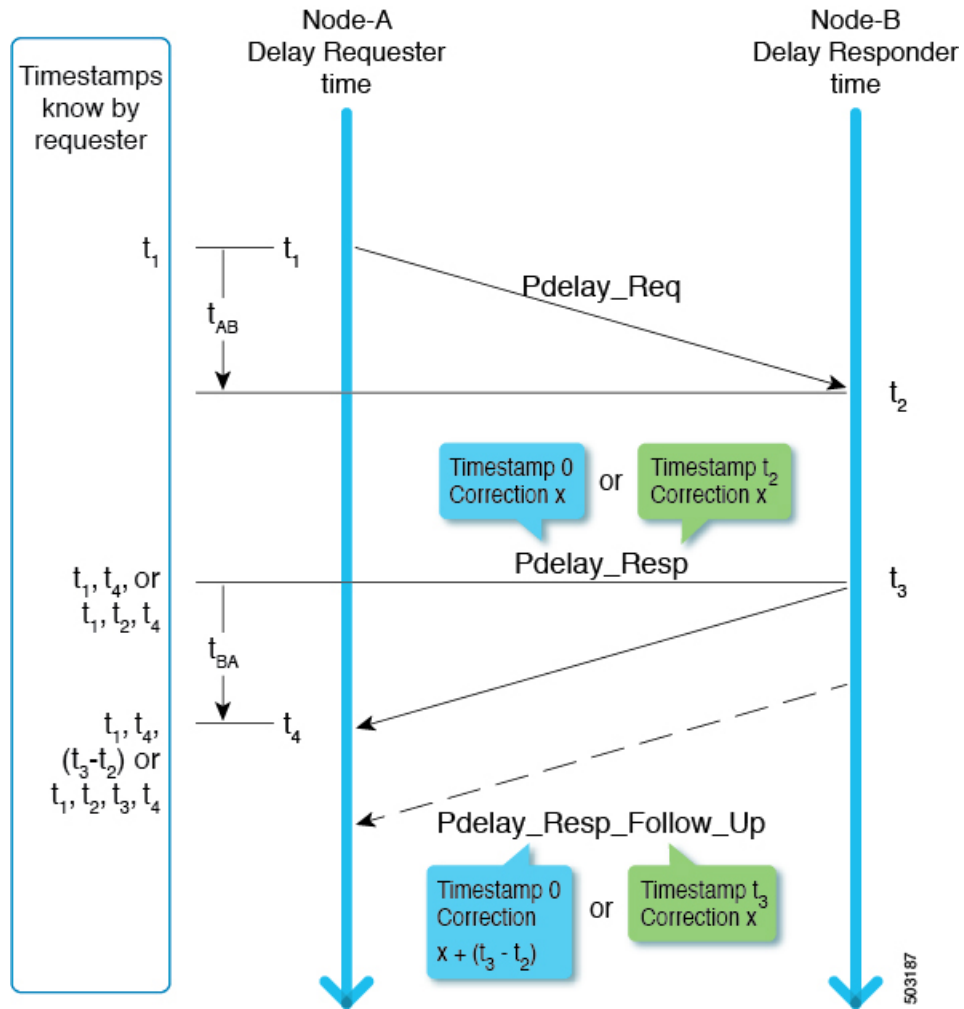 Node-A
Delay Requester
time
Node-B
Delay Responder
time
Timestamps
know by
requester
t₁
t₁
Pdelay_Req
t_AB
t₂
Timestamp 0
Correction x
or
Timestamp t₂
Correction x
Pdelay_Resp
t₁, t₄, or
t₁, t₂, t₄
t₃
t_BA
t₁, t₄,
(t₃-t₂) or
t₁, t₂, t₃, t₄
t₄
Pdelay_Resp_Follow_Up
Timestamp 0
Correction
x + (t₃ - t₂)
or
Timestamp t₃
Correction x
503187